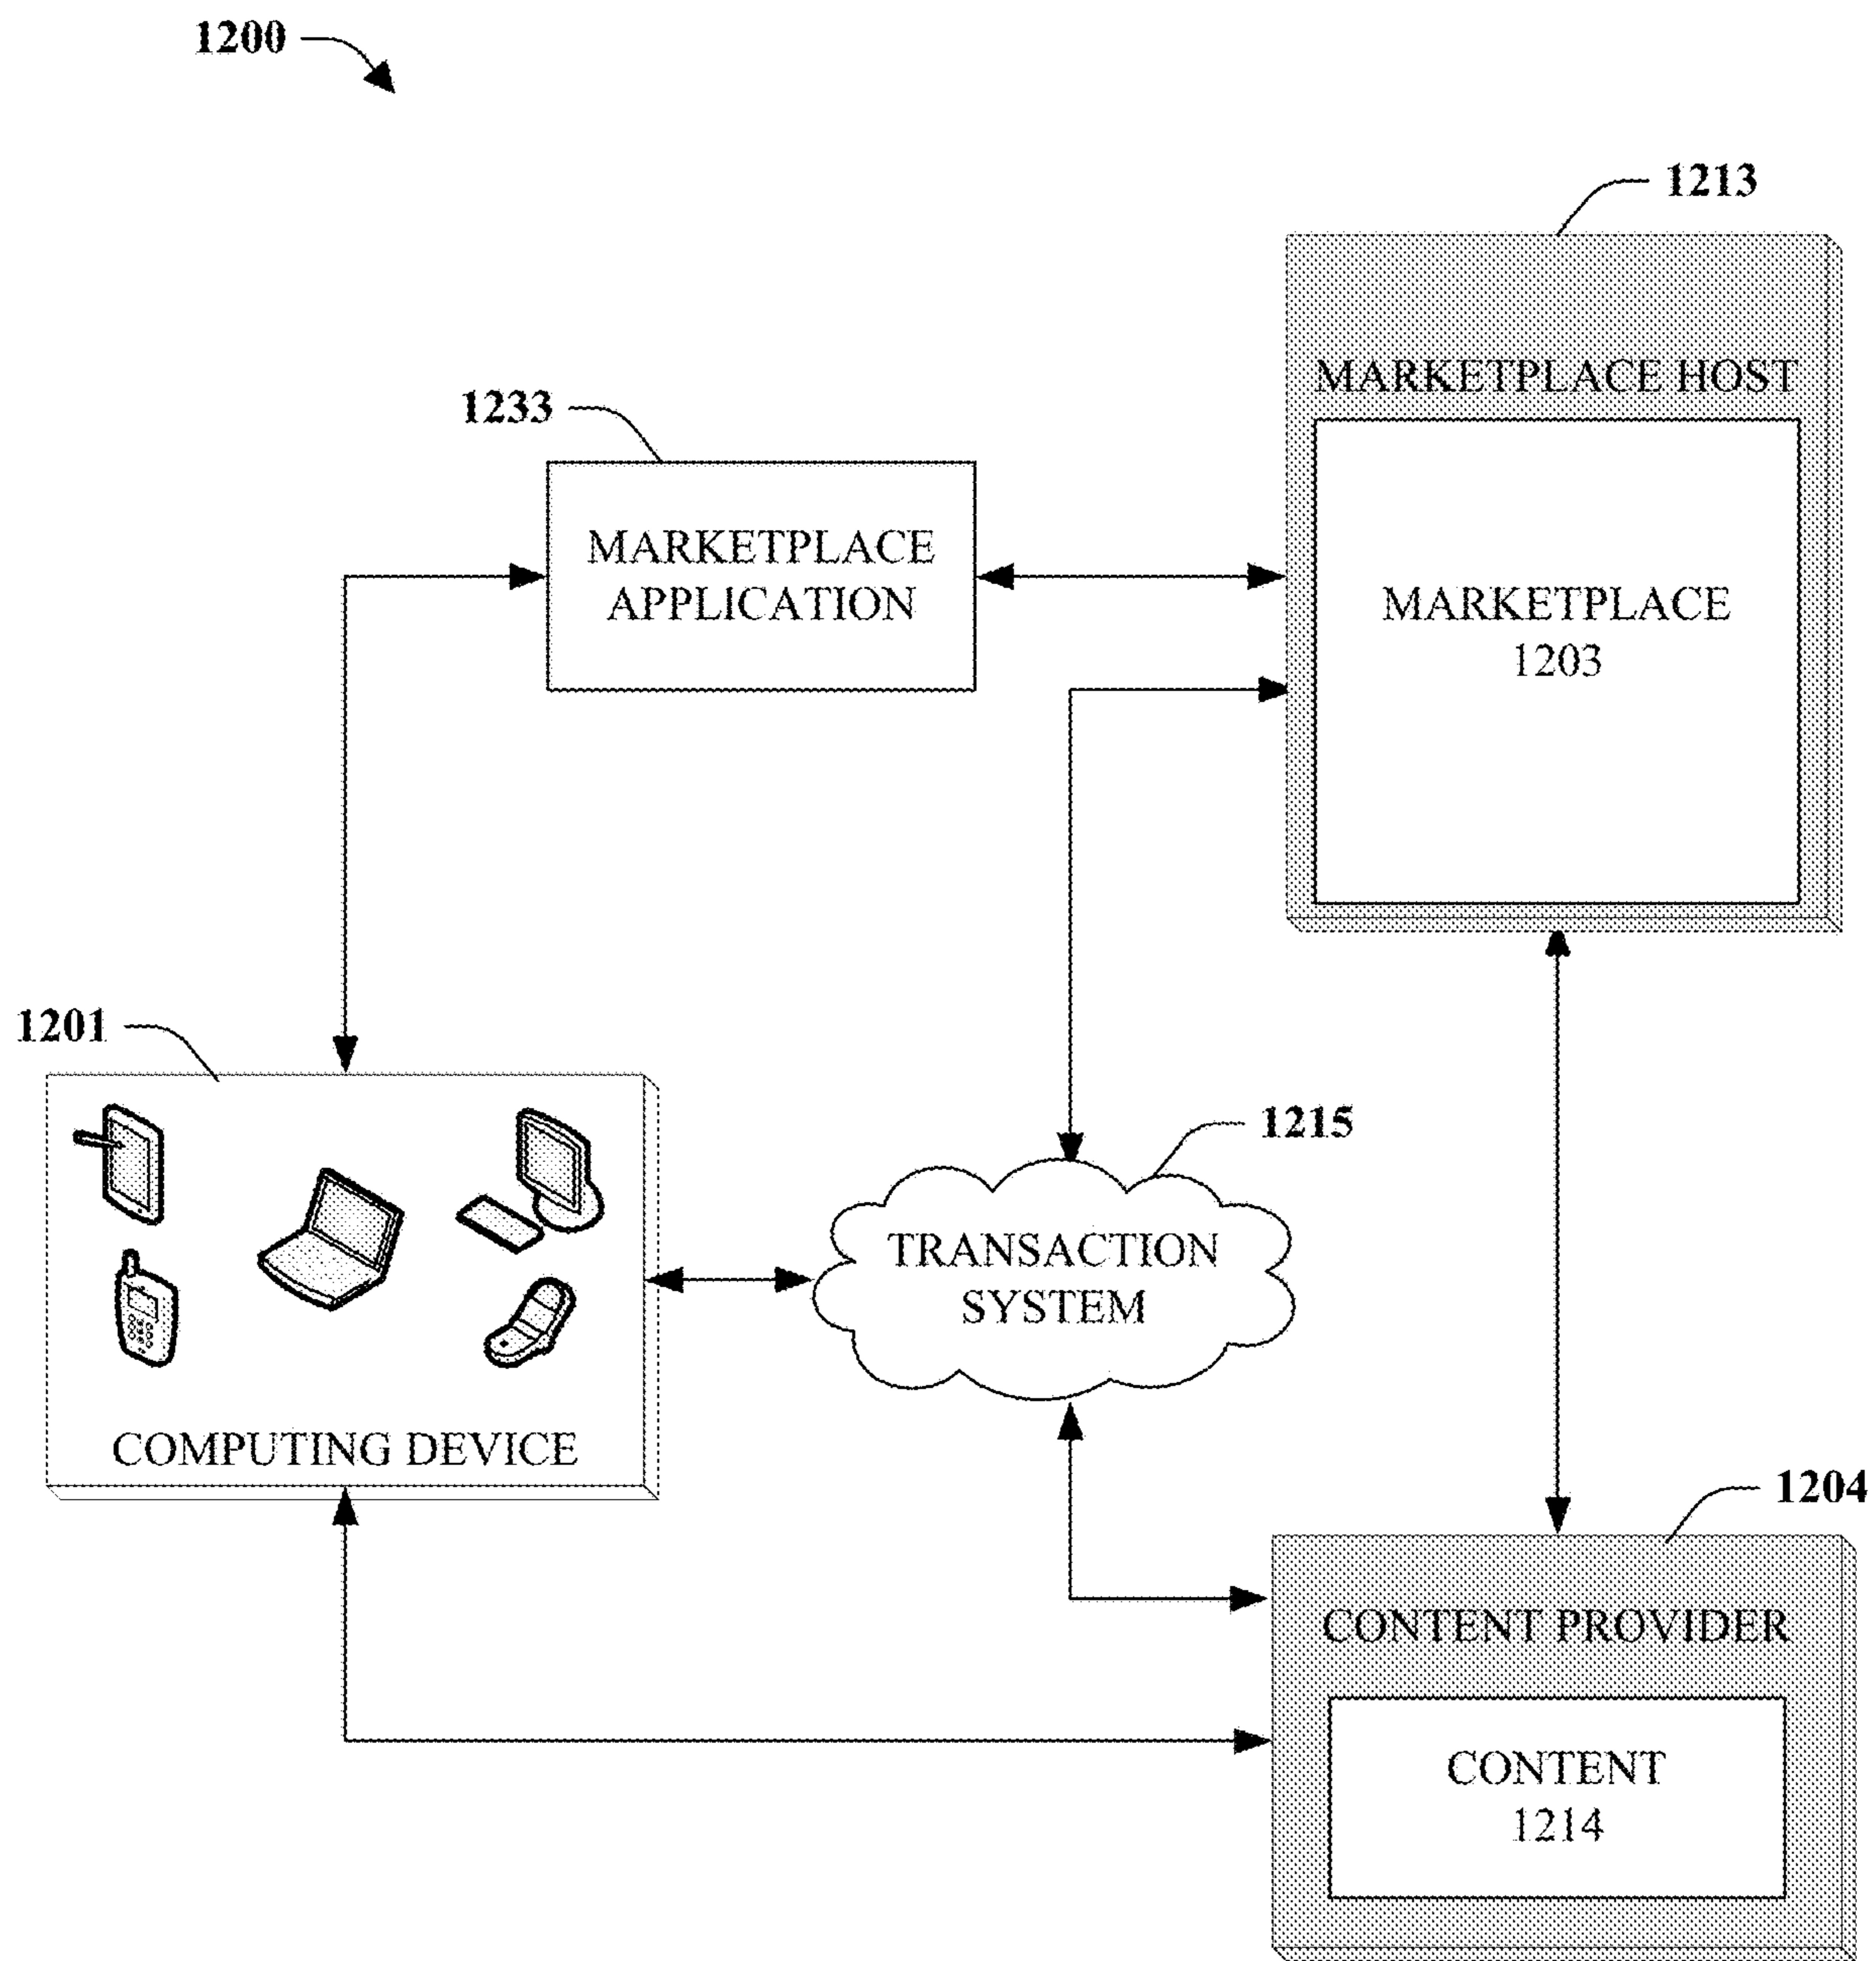 1200
1213
MARKETPLACE HOST
1233
MARKETPLACE
APPLICATION
MARKETPLACE
1203
1201
1215
TRANSACTION
SYSTEM
COMPUTING DEVICE
1204
CONTENT PROVIDER
CONTENT
1214